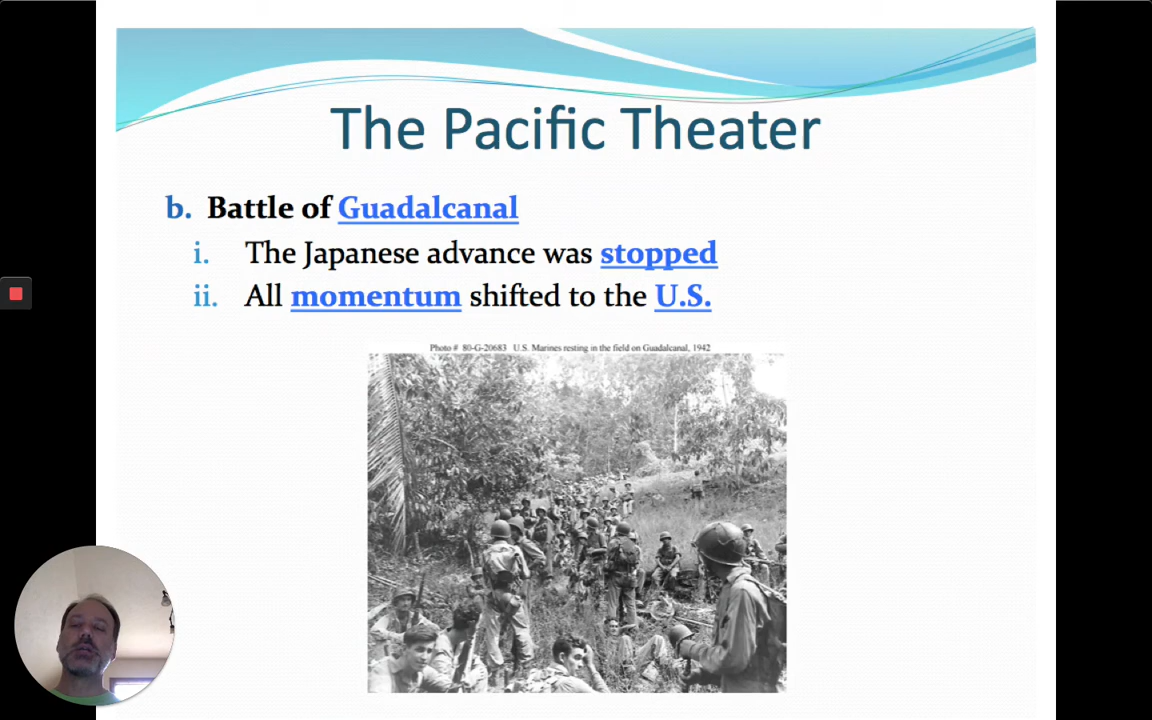 The Pacific Theater
b. Battle of Guadalcanal
i. The Japanese advance was stopped
ii. All momentum shifted to the U.S.
Photo # 80-G-20683 U.S. Marines resting in the field on Guadalcanal, 1942